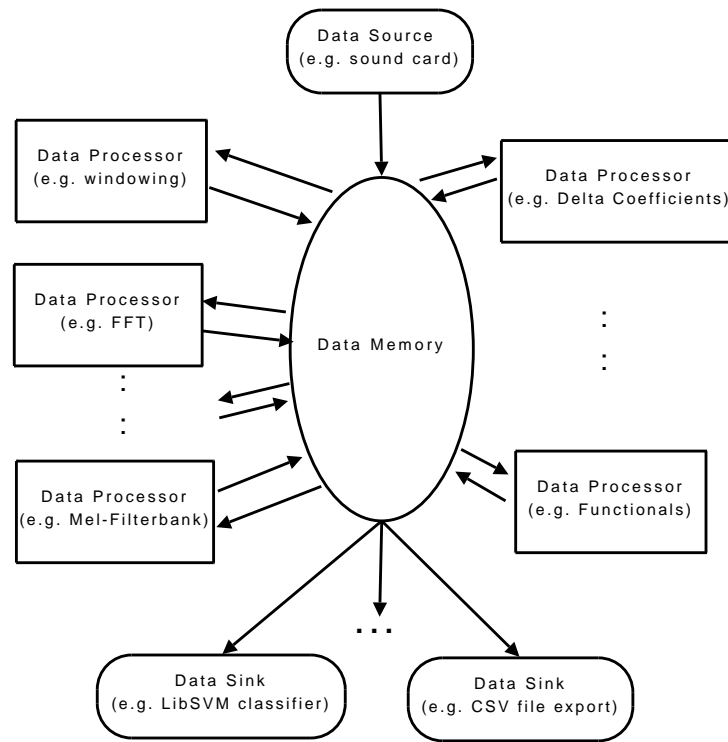 Data Source
(e.g. sound card)
Data Processor
(e.g. windowing)
Data Processor
(e.g. Delta Coefficients)
Data Processor
(e.g. FFT)
Data Memory
Data Processor
(e.g. Mel-Filterbank)
Data Processor
(e.g. Functionals)
...
Data Sink
(e.g. LibSVM classifier)
Data Sink
(e.g. CSV file export)